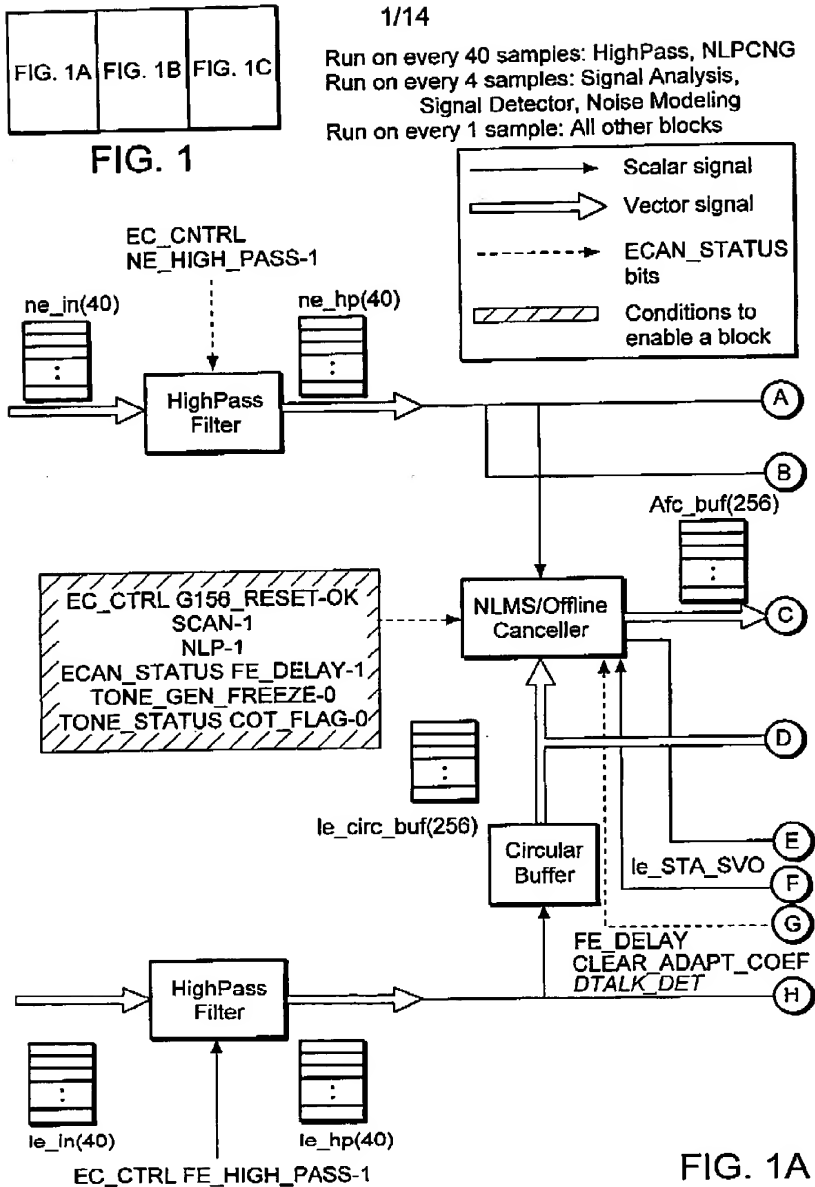 1/14
FIG. 1A
FIG. 1B
FIG. 1C
FIG. 1
Run on every 40 samples: HighPass, NLPCNG
Run on every 4 samples: Signal Analysis,
Signal Detector, Noise Modeling
Run on every 1 sample: All other blocks
Scalar signal
Vector signal
ECAN_STATUS
bits
Conditions to
enable a block
EC_CNTRL
NE_HIGH_PASS-1
ne_in(40)
ne_hp(40)
HighPass
Filter
A
B
Afc_buf(256)
EC_CTRL G156_RESET-OK
SCAN-1
NLP-1
ECAN_STATUS FE_DELAY-1
TONE_GEN_FREEZE-0
TONE_STATUS COT_FLAG-0
NLMS/Offline
Canceller
C
D
le_circ_buf(256)
Circular
Buffer
E
le_STA_SVO
F
G
FE_DELAY
CLEAR_ADAPT_COEF
DTALK_DET
HighPass
Filter
H
le_in(40)
le_hp(40)
EC_CTRL FE_HIGH_PASS-1
FIG. 1A